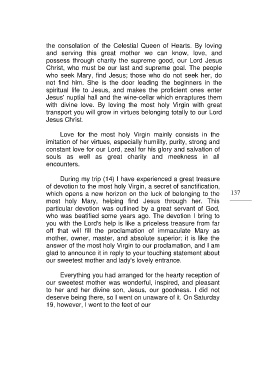 the consolation of the Celestial Queen of Hearts. By loving
and serving this great mother we can know, love, and
possess through charity the supreme good, our Lord Jesus
Christ, who must be our last and supreme goal. The people
who seek Mary, find Jesus; those who do not seek her, do
not find him. She is the door leading the beginners in the
spiritual life to Jesus, and makes the proficient ones enter
Jesus' nuptial hall and the wine-cellar which enraptures them
with divine love. By loving the most holy Virgin with great
transport you will grow in virtues belonging totally to our Lord
Jesus Christ.
Love for the most holy Virgin mainly consists in the
imitation of her virtues, especially humility, purity, strong and
constant love for our Lord, zeal for his glory and salvation of
souls as well as great charity and meekness in all
encounters.
During my trip (14) I have experienced a great treasure
of devotion to the most holy Virgin, a secret of sanctification,
which opens a new horizon on the luck of belonging to the
most holy Mary, helping find Jesus through her. This
particular devotion was outlined by a great servant of God,
who was beatified some years ago. The devotion I bring to
you with the Lord's help is like a priceless treasure from far
off that will fill the proclamation of immaculate Mary as
mother, owner, master, and absolute superior; it is like the
answer of the most holy Virgin to our proclamation, and I am
glad to announce it in reply to your touching statement about
our sweetest mother and lady's lovely entrance.
Everything you had arranged for the hearty reception of
our sweetest mother was wonderful, inspired, and pleasant
to her and her divine son, Jesus, our goodness. I did not
deserve being there, so I went on unaware of it. On Saturday
19, however, I went to the feet of our
137